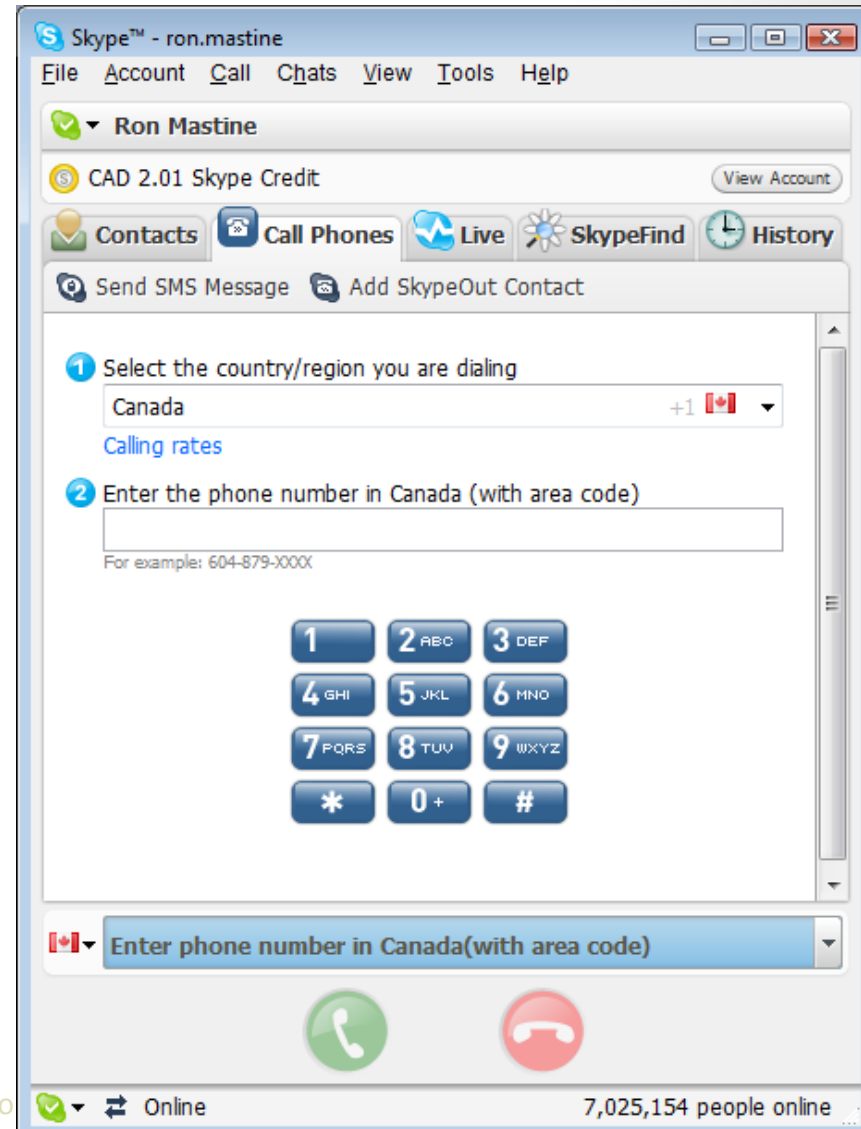 Skype™ - ron.mastine
File Account Call Chats View Tools Help
Ron Mastine
CAD 2.01 Skype Credit View Account
Contacts Call Phones Live SkypeFind History
Send SMS Message Add SkypeOut Contact
1 Select the country/region you are dialing
Canada +1
Calling rates
2 Enter the phone number in Canada (with area code)
For example: 604-879-XXXX
1 2 ABC 3 DEF
4 GHI 5 JKL 6 MNO
7 PQRS 8 TUV 9 WXYZ
* 0 + #
Enter phone number in Canada(with area code)
Online 7,025,154 people online